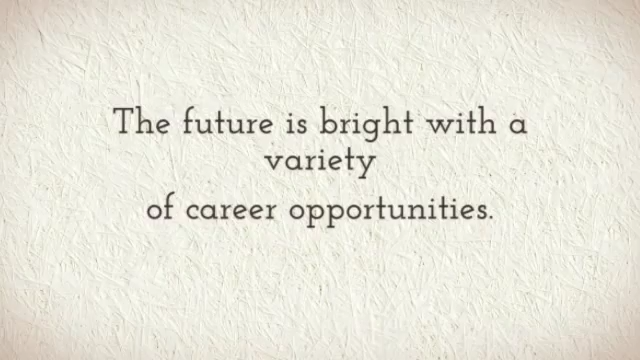 The future is bright with a
variety
of career opportunities.